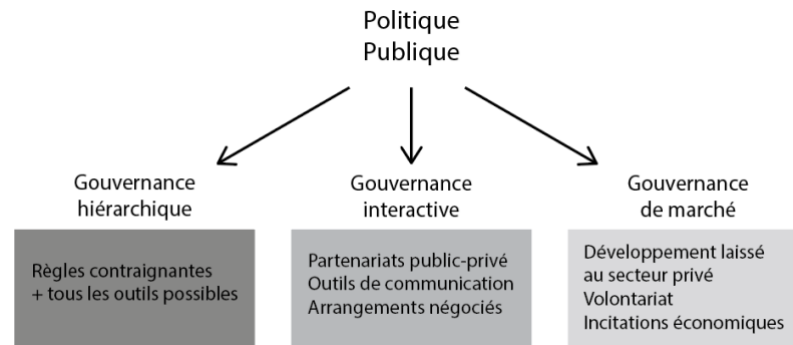 Politique
Publique
Gouvernance
hiérarchique
Règles contraignantes
+ tous les outils possibles
Gouvernance
interactive
Partenariats public-privé
Outils de communication
Arrangements négociés
Gouvernance
de marché
Développement laissé
au secteur privé
Volontariat
Incitations économiques